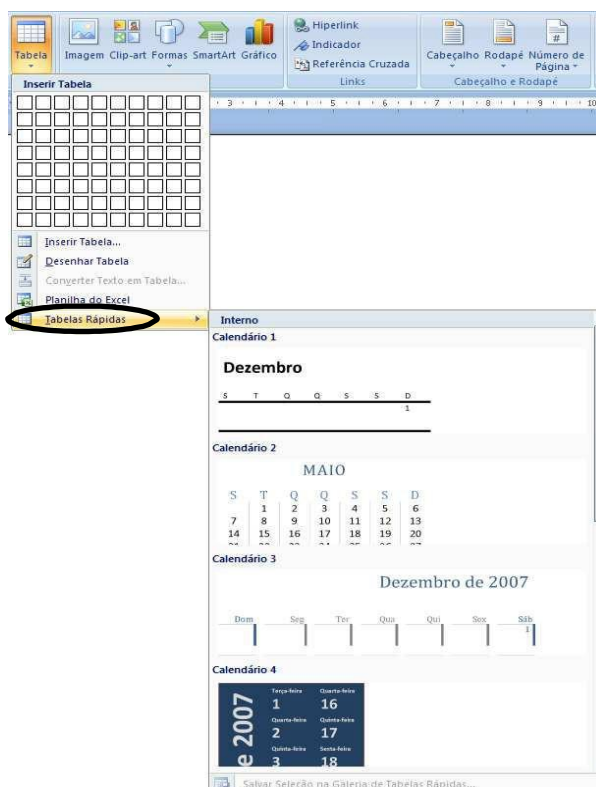 Hiperlink
Indicador
Referência Cruzada
Links
Tabela Imagem Clip-art Formas SmartArt Gráfico
Cabeçalho Rodapé Número de Página
Cabeçalho e Rodapé
Inserir Tabela
3 4 5 6 7 8 9 10
Inserir Tabela...
Desenhar Tabela
Converter Texto em Tabela...
Planilha do Excel
Tabelas Rápidas
Interno
Calendário 1
Dezembro
S T Q Q S S D
1
Calendário 2
MAIO
S T Q Q S S D
1 2 3 4 5 6
7 8 9 10 11 12 13
14 15 16 17 18 19 20
Calendário 3
Dezembro de 2007
Dom Seg Ter Qua Qui Sex Sáb
1
Calendário 4
e 2007
Terça-feira Quarta-feira
1 16
Quarta-feira Quinta-feira
2 17
Quinta-feira Sexta-feira
3 18
Salvar Seleção na Galeria de Tabelas Rápidas...